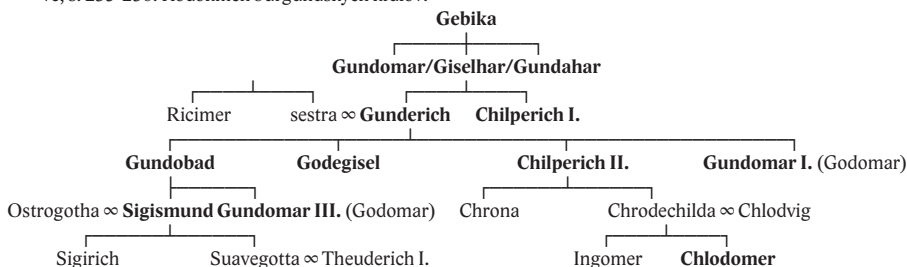 Gebika
Gundomar/Giselhar/Gundahar
Ricimer sestra ∞ Gunderich Chilperich I.
Gundobad Godegisel Chilperich II. Gundomar I. (Godomar)
Ostrogotha ∞ Sigismund Gundomar III. (Godomar) Chrona Chrodechilda ∞ Chlodvig
Sigirich Suavegotta ∞ Theuderich I. Ingomer Chlodomer